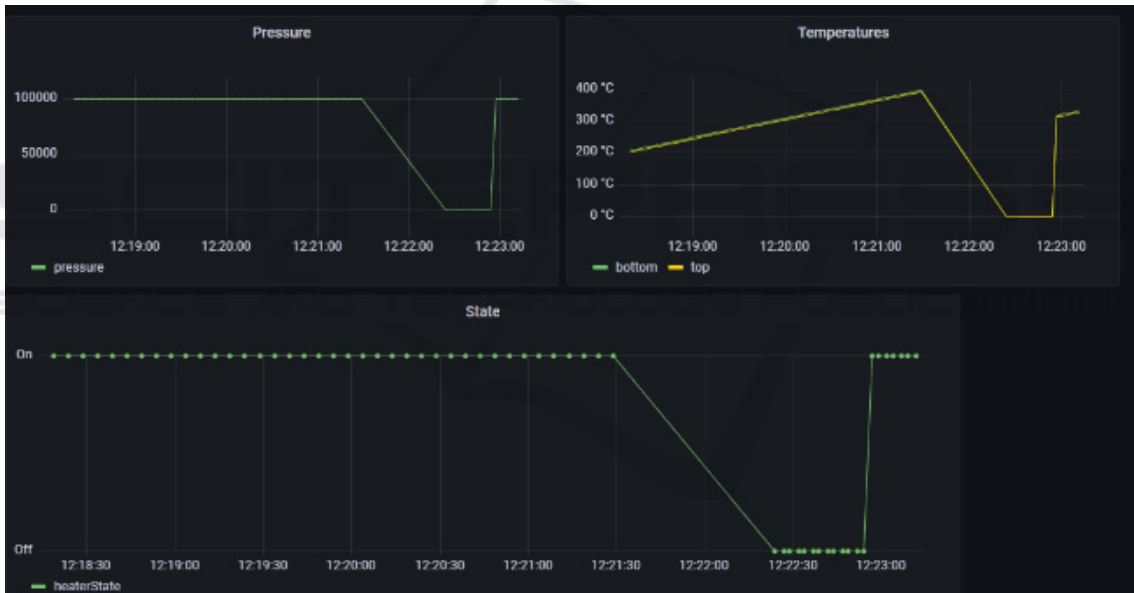 Pressure
100000
50000
0
12:19:00 12:20:00 12:21:00 12:22:00 12:23:00
pressure
Temperatures
400 °C
300 °C
200 °C
100 °C
0 °C
12:19:00 12:20:00 12:21:00 12:22:00 12:23:00
bottom top
SCIENCE AND TECHNOLOGY PUBLICATIONS
State
On
Off
12:18:30 12:19:00 12:19:30 12:20:00 12:20:30 12:21:00 12:21:30 12:22:00 12:22:30 12:23:00
heaterState